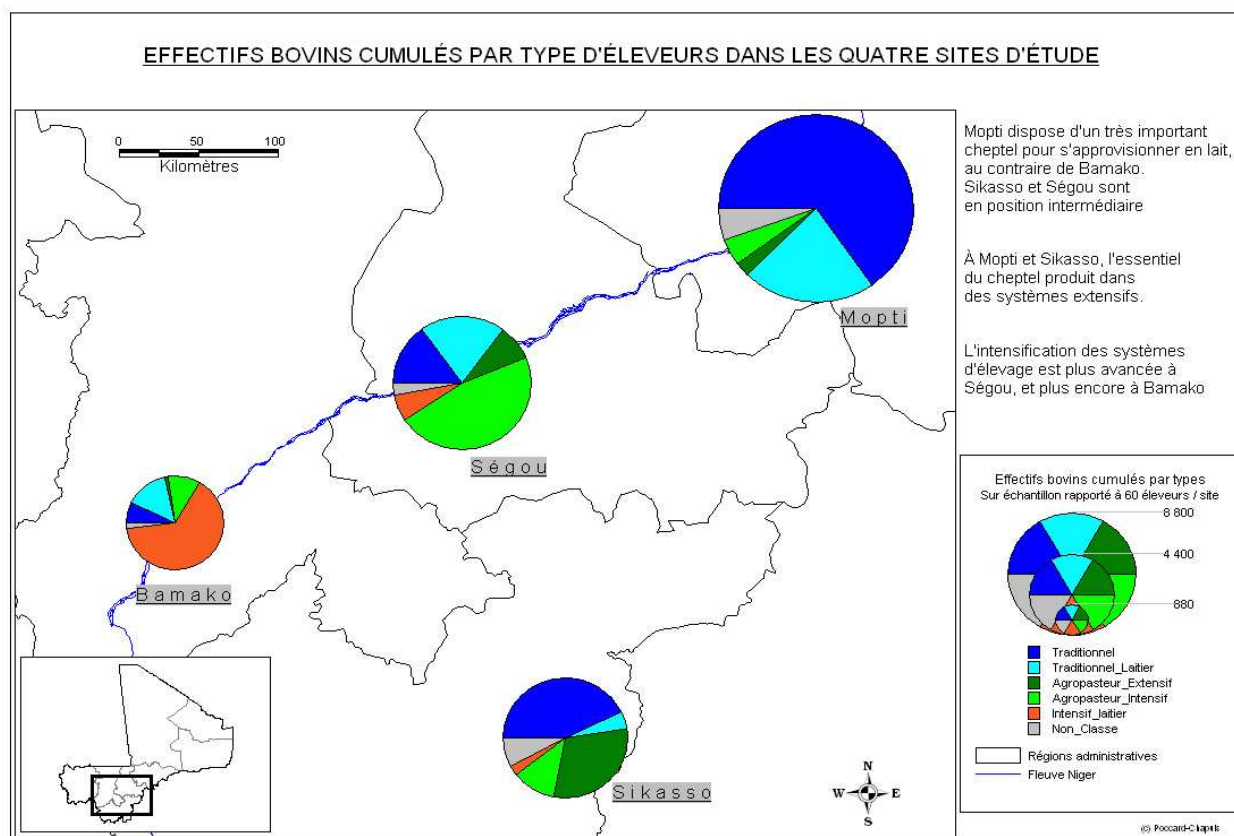 EFFECTIFS BOVINS CUMULÉS PAR TYPE D'ÉLEVEURS DANS LES QUATRE SITES D'ÉTUDE
0 50 100
Kilomètres
Mopti dispose d'un très important
cheptel pour s'approvisionner en lait,
au contraire de Bamako.
Sikasso et Ségou sont
en position intermédiaire
À Mopti et Sikasso, l'essentiel
du cheptel produit dans
des systèmes extensifs.
L'intensification des systèmes
d'élevage est plus avancée à
Ségou, et plus encore à Bamako
Mopti
Ségou
Bamako
Sikasso
N
W E
S
Effectifs bovins cumulés par types
Sur échantillon rapporté à 60 éleveurs / site
8 800
4 400
880
Traditionnel
Traditionnel_Laitier
Agropasteur_Extensif
Agropasteur_Intensif
Intensif_laitier
Non_Classe
Régions administratives
Fleuve Niger
(c) Poccard-Chapuis